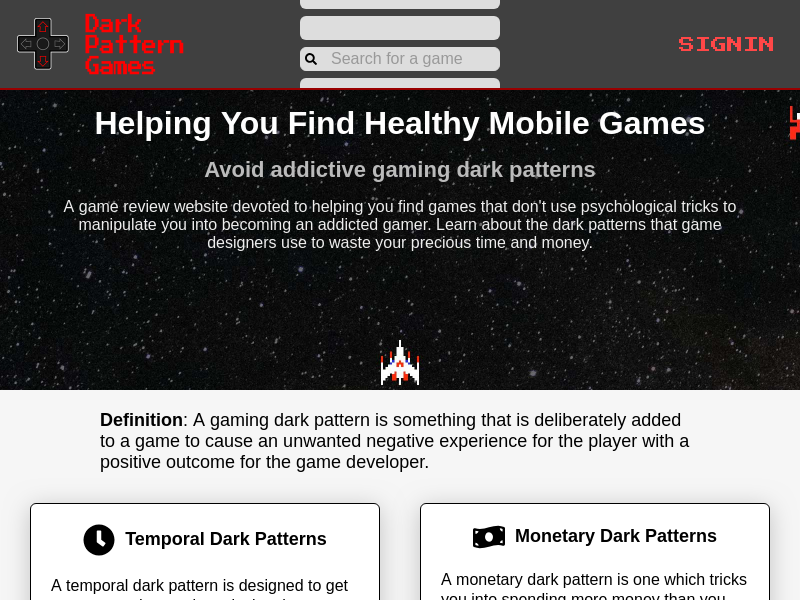 Dark
Pattern
Games
Search for a game
SIGNIN
Helping You Find Healthy Mobile Games
Avoid addictive gaming dark patterns
A game review website devoted to helping you find games that don't use psychological tricks to
manipulate you into becoming an addicted gamer. Learn about the dark patterns that game
designers use to waste your precious time and money.
Definition: A gaming dark pattern is something that is deliberately added
to a game to cause an unwanted negative experience for the player with a
positive outcome for the game developer.
Temporal Dark Patterns
A temporal dark pattern is designed to get
Monetary Dark Patterns
A monetary dark pattern is one which tricks
you into spending more money than you